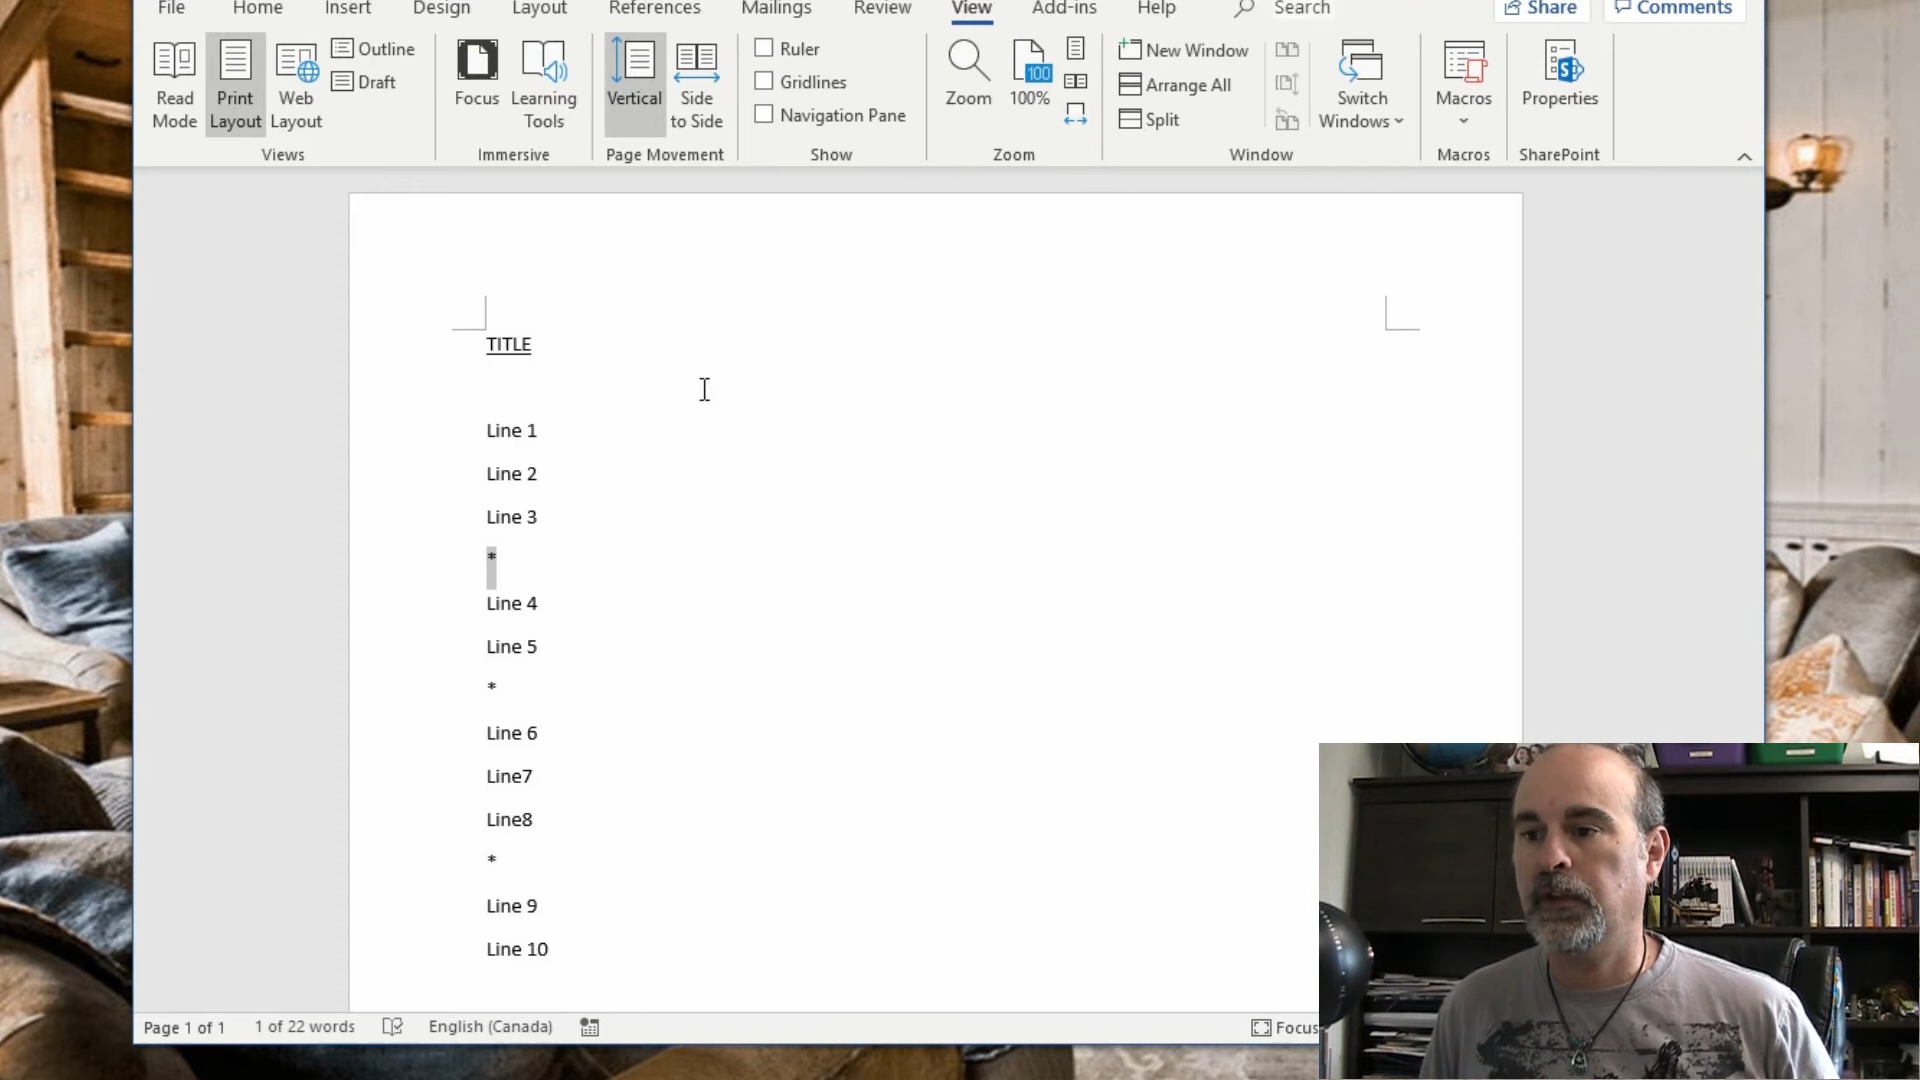 File Home Insert Design Layout References Mailings Review View Add-ins Help Search Share Comments
Read Mode
Print Layout
Web Layout
Outline
Draft
Views
Focus
Learning Tools
Immersive
Vertical
Side to Side
Page Movement
Ruler
Gridlines
Navigation Pane
Show
Zoom
100
100%
Zoom
New Window
Arrange All
Split
Switch Windows
Window
Macros
Macros
Properties
SharePoint
TITLE
Line 1
Line 2
Line 3
*
Line 4
Line 5
*
Line 6
Line7
Line8
*
Line 9
Line 10
Page 1 of 1 1 of 22 words English (Canada) Focus